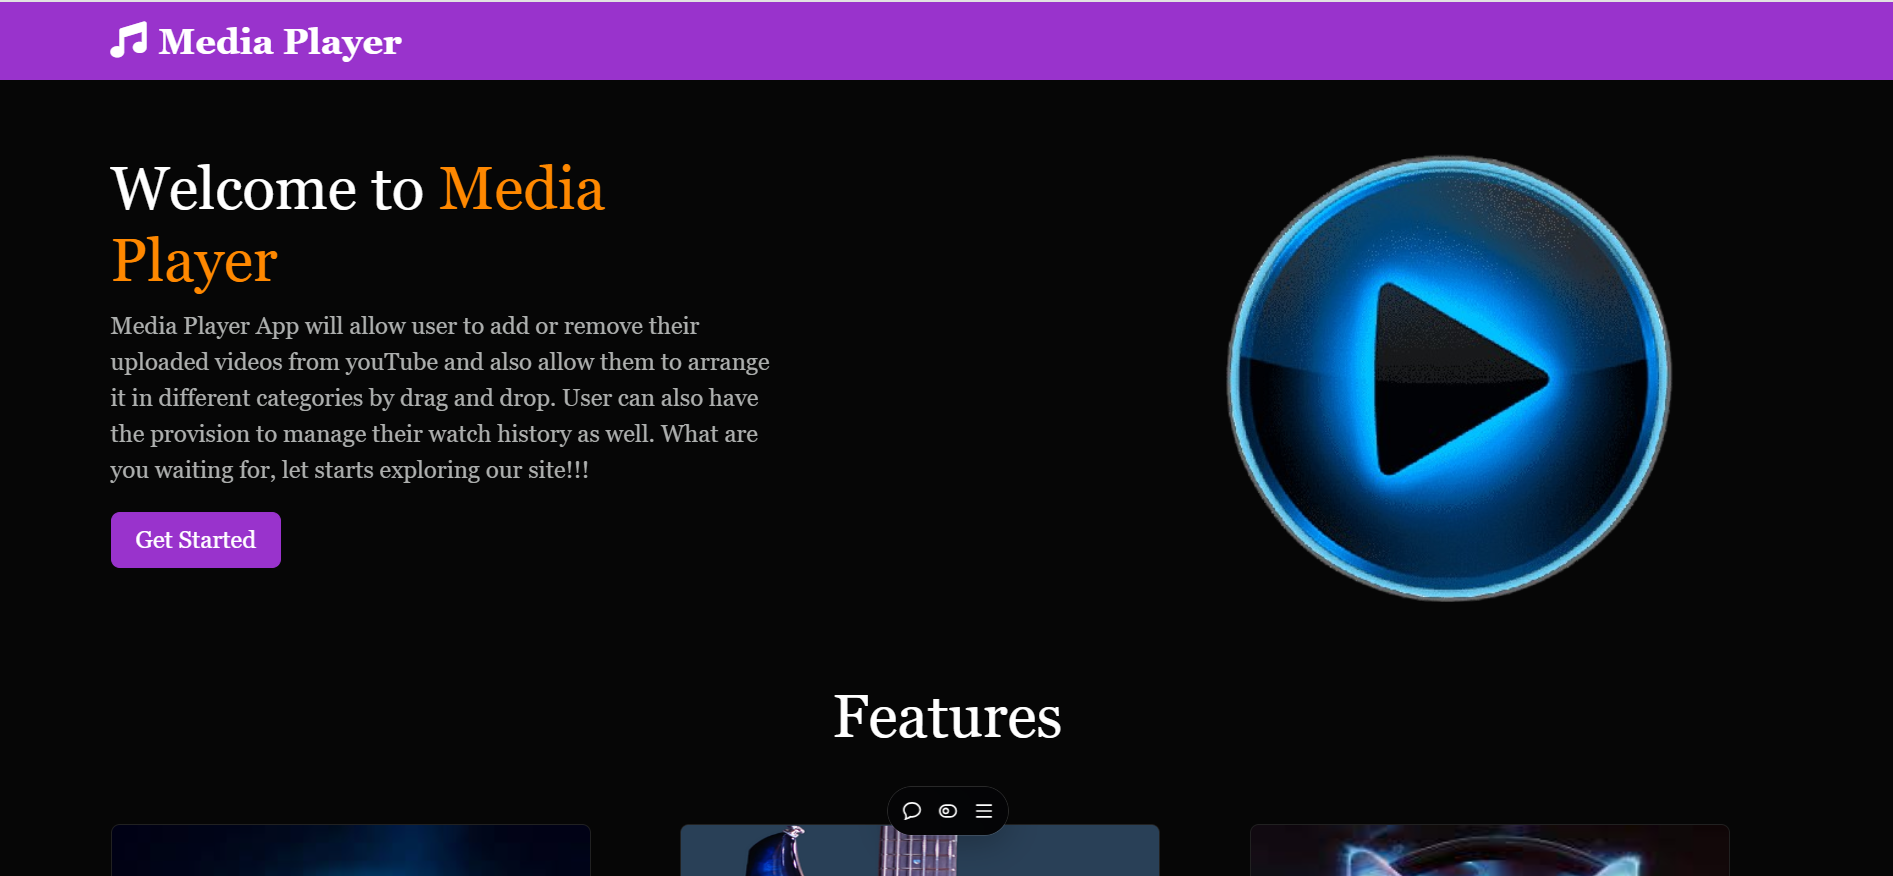 Media Player
Welcome to Media
Player
Media Player App will allow user to add or remove their
uploaded videos from youTube and also allow them to arrange
it in different categories by drag and drop. User can also have
the provision to manage their watch history as well. What are
you waiting for, let starts exploring our site!!!
Get Started
Features